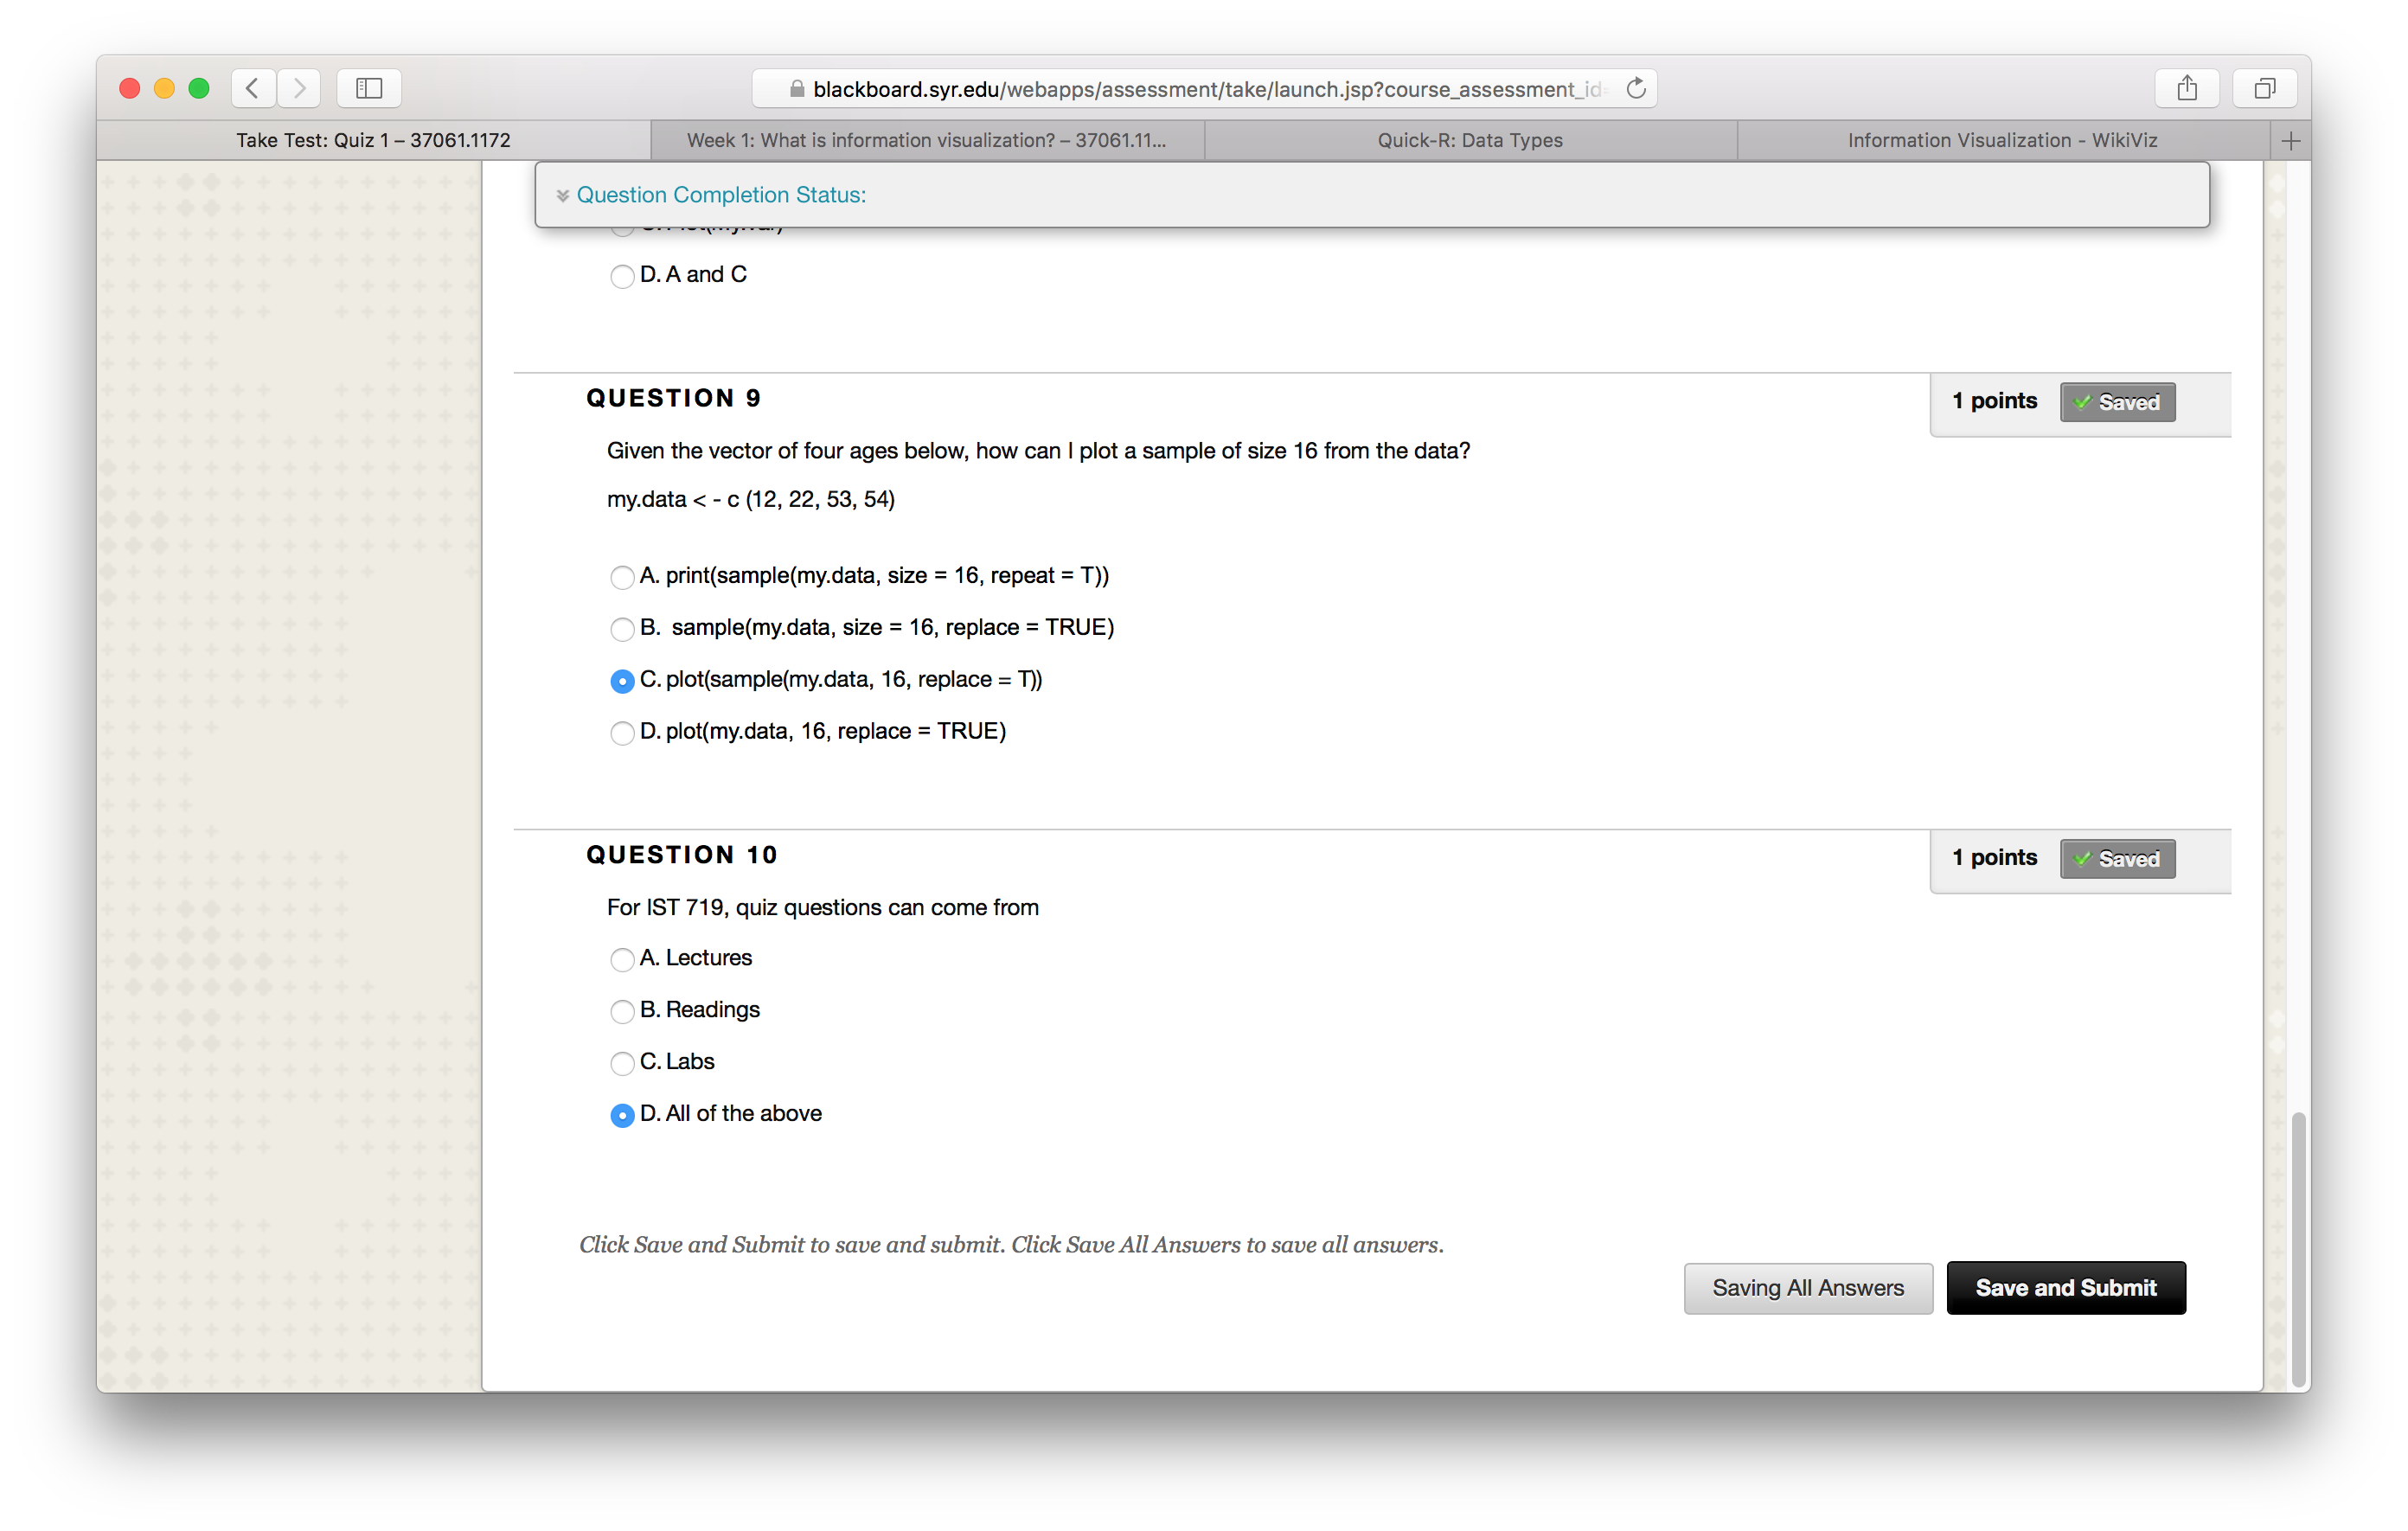 blackboard.syr.edu/webapps/assessment/take/launch.jsp?course_assessment_id=
Take Test: Quiz 1 – 37061.1172
Week 1: What is information visualization? – 37061.11...
Quick-R: Data Types
Information Visualization - WikiViz
Question Completion Status:
D. A and C
QUESTION 9
1 points
Saved
Given the vector of four ages below, how can I plot a sample of size 16 from the data?
my.data < - c (12, 22, 53, 54)
A. print(sample(my.data, size = 16, repeat = T))
B. sample(my.data, size = 16, replace = TRUE)
C. plot(sample(my.data, 16, replace = T))
D. plot(my.data, 16, replace = TRUE)
QUESTION 10
1 points
Saved
For IST 719, quiz questions can come from
A. Lectures
B. Readings
C. Labs
D. All of the above
Click Save and Submit to save and submit. Click Save All Answers to save all answers.
Saving All Answers
Save and Submit